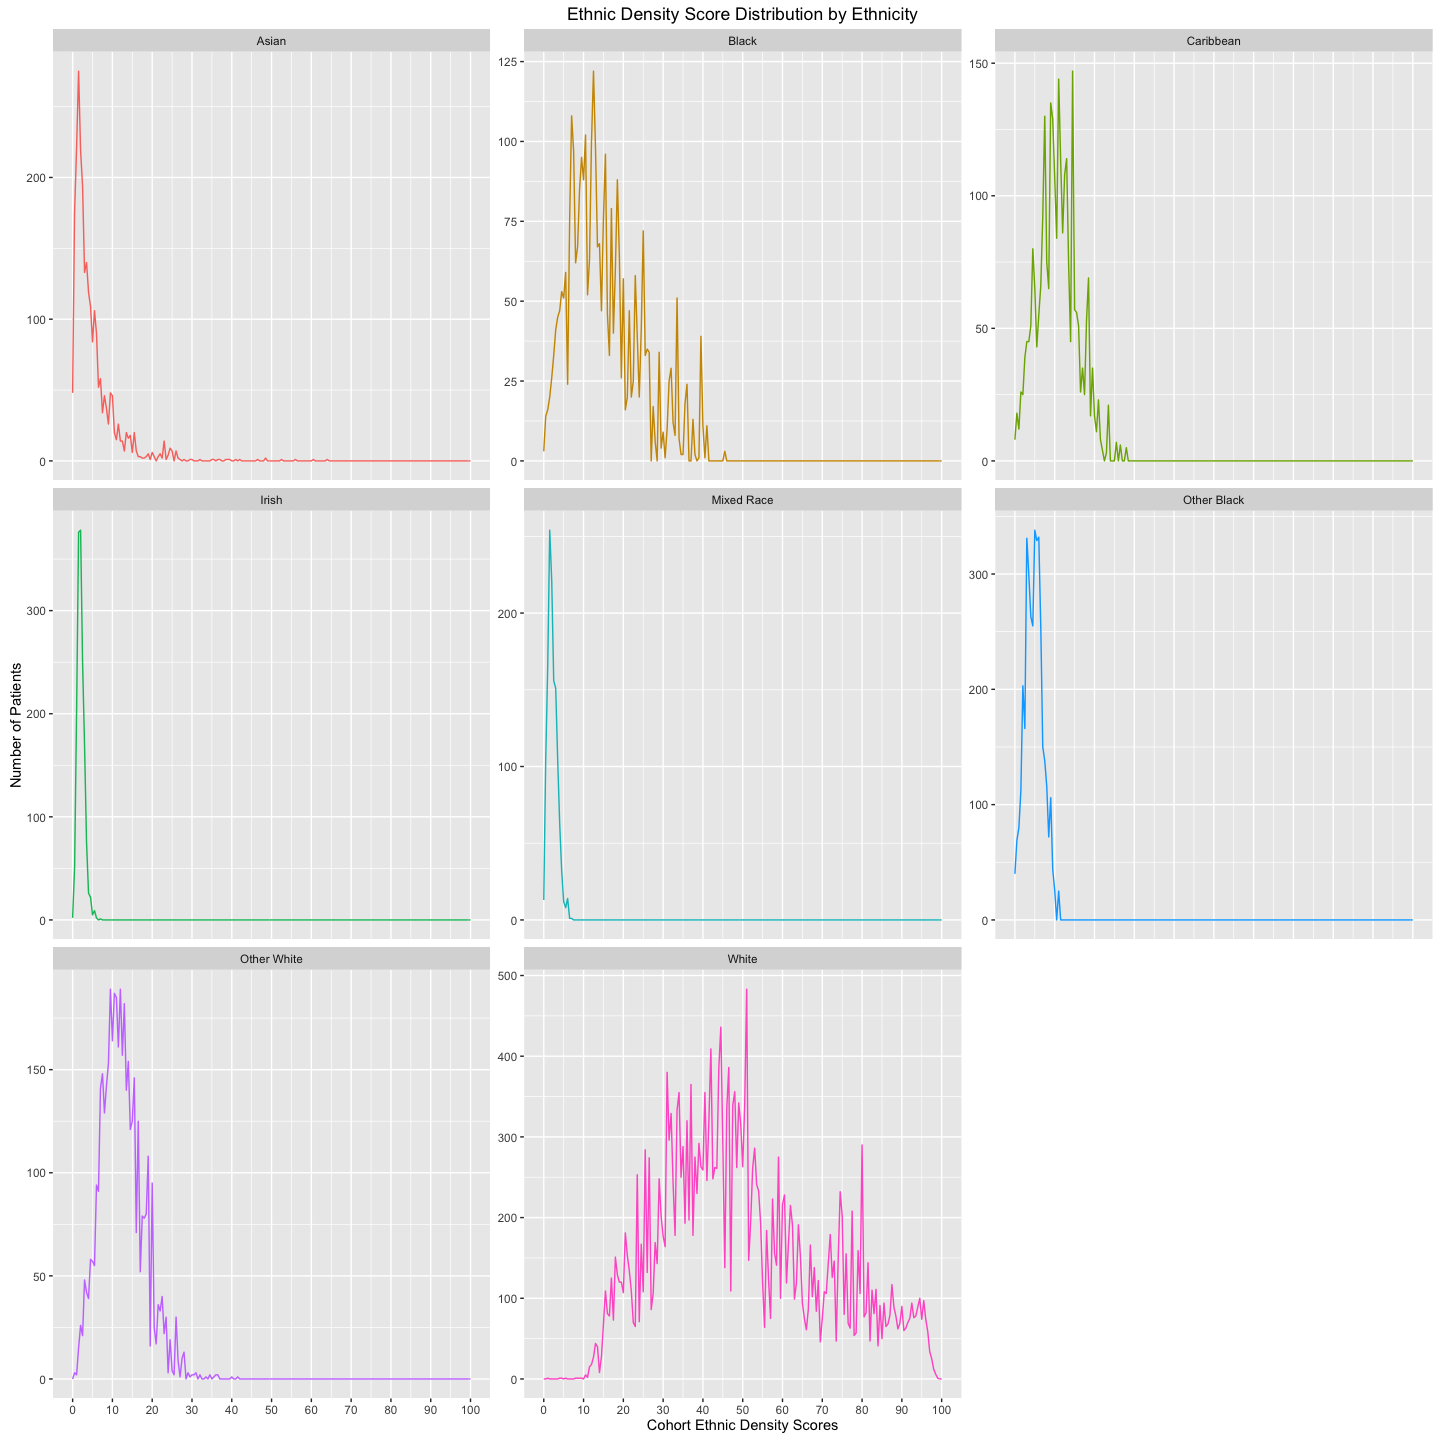 Ethnic Density Score Distribution by Ethnicity
Asian
Black
Caribbean
200
100
0
125
100
75
50
25
0
150
100
50
0
Irish
Mixed Race
Other Black
300
200
100
0
200
100
0
300
200
100
0
Number of Patients
Other White
White
150
100
50
0
500
400
300
200
100
0
0 10 20 30 40 50 60 70 80 90 100
0 10 20 30 40 50 60 70 80 90 100
Cohort Ethnic Density Scores